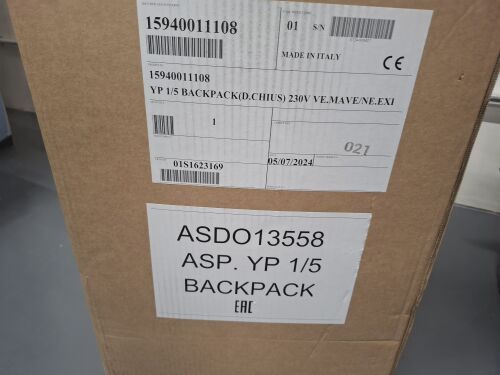 15940011108
01 S/N
MADE IN ITALY
CE
15940011108
YP 1/5 BACKPACK(D.CHIUS) 230V VE.MAVE/NE.EXI
1
021
01S1623169
05/07/2024
ASDO13558
ASP. YP 1/5
BACKPACK
EAC